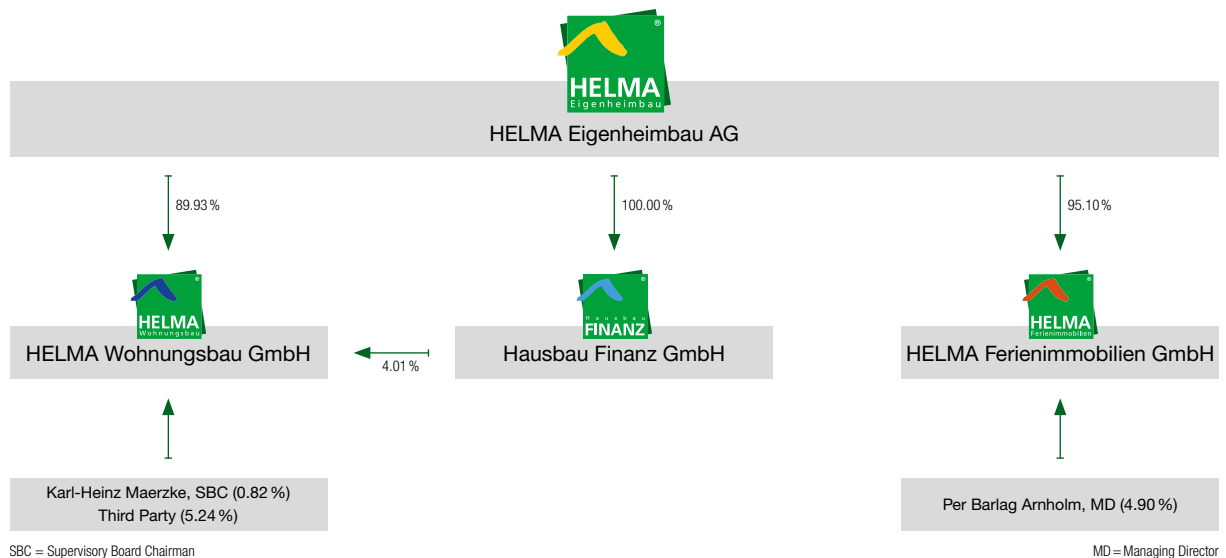 ®
HELMA
Eigenheimbau
HELMA Eigenheimbau AG
89.93 %
100.00 %
95.10 %
®
HELMA
Wohnungsbau
®
Hausbau
FINANZ
®
HELMA
Ferienimmobilien
HELMA Wohnungsbau GmbH
4.01 %
Hausbau Finanz GmbH
HELMA Ferienimmobilien GmbH
Karl-Heinz Maerzke, SBC (0.82 %)
Third Party (5.24 %)
Per Barlag Arnholm, MD (4.90 %)
SBC = Supervisory Board Chairman
MD = Managing Director